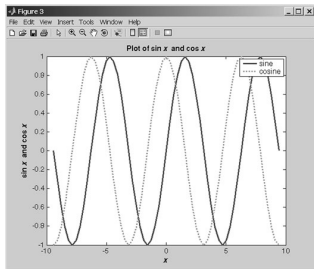 Figure 3
File Edit View Insert Tools Window Help
Plot of sin x and cos x
sine
cosine
sin x and cos x
1
0.8
0.6
0.4
0.2
0
-0.2
-0.4
-0.6
-0.8
-1
-10 -5 0 5 10
x